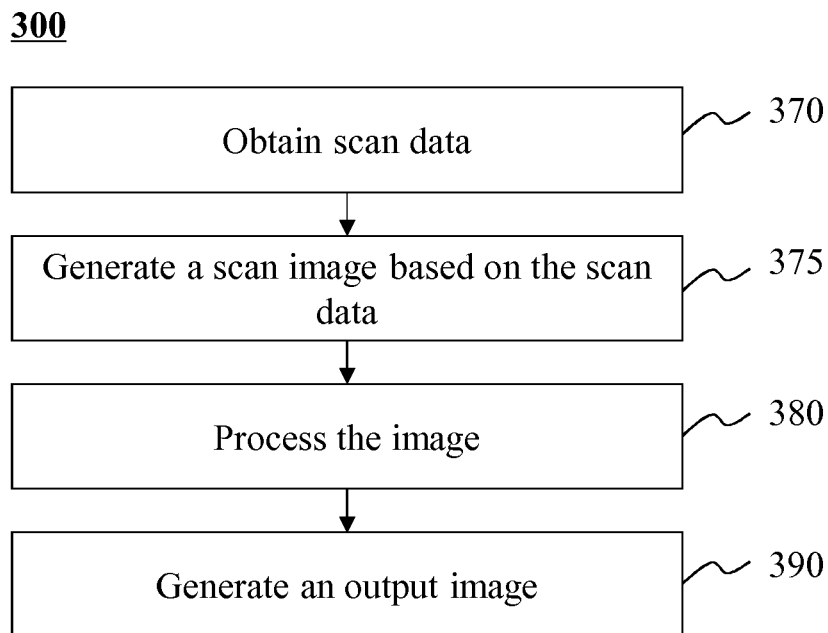 300
Obtain scan data
370
Generate a scan image based on the scan
data
375
Process the image
380
Generate an output image
390